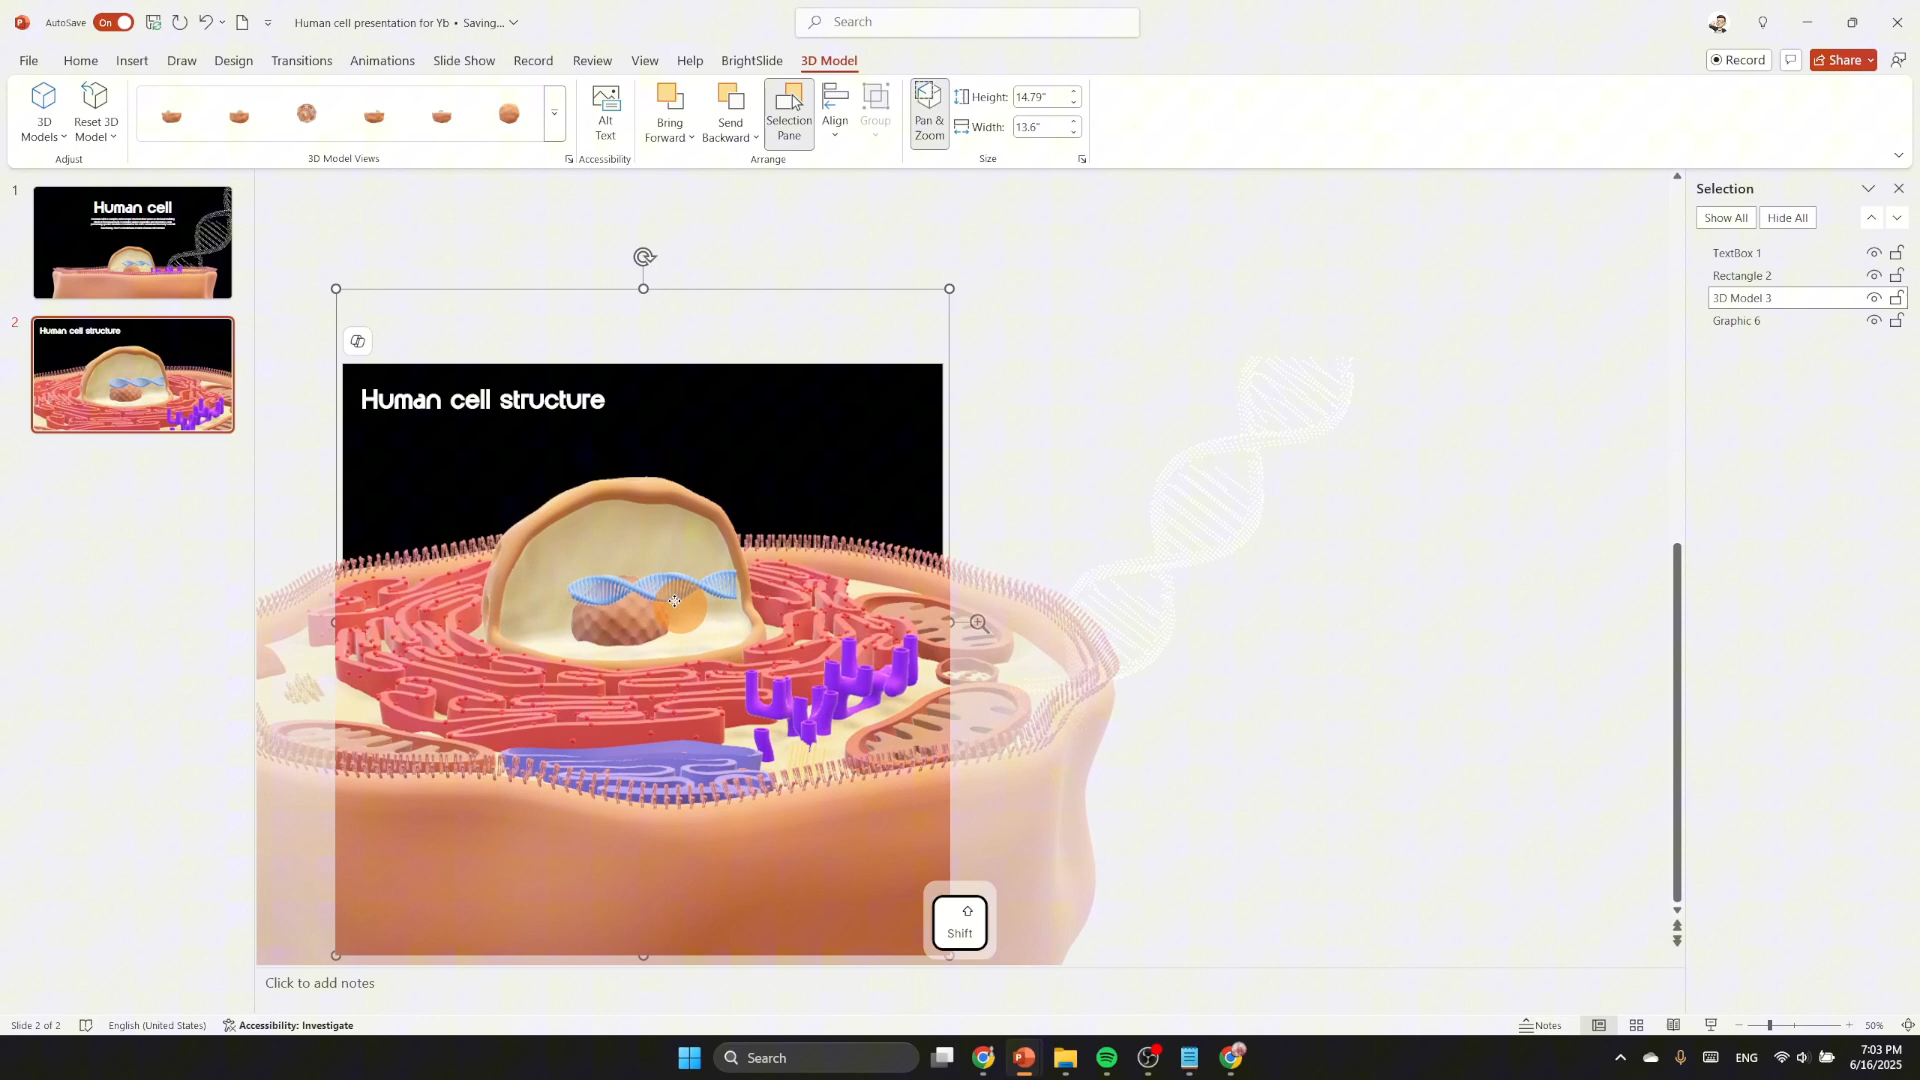 AutoSave On Human cell presentation for Yb • Saving... Search
File Home Insert Draw Design Transitions Animations Slide Show Record Review View Help BrightSlide 3D Model Record Share
3D Models Reset 3D Model Alt Text Bring Forward Send Backward Selection Pane Align Group Pan & Zoom Height: 14.79" Width: 13.6"
Adjust 3D Model Views Accessibility Arrange Size
1
Human cell
2
Human cell structure
Human cell structure
Shift
Selection
Show All Hide All
TextBox 1
Rectangle 2
3D Model 3
Graphic 6
Click to add notes
Slide 2 of 2 English (United States) Accessibility: Investigate Notes 50%
Search ENG 7:03 PM
6/16/2025